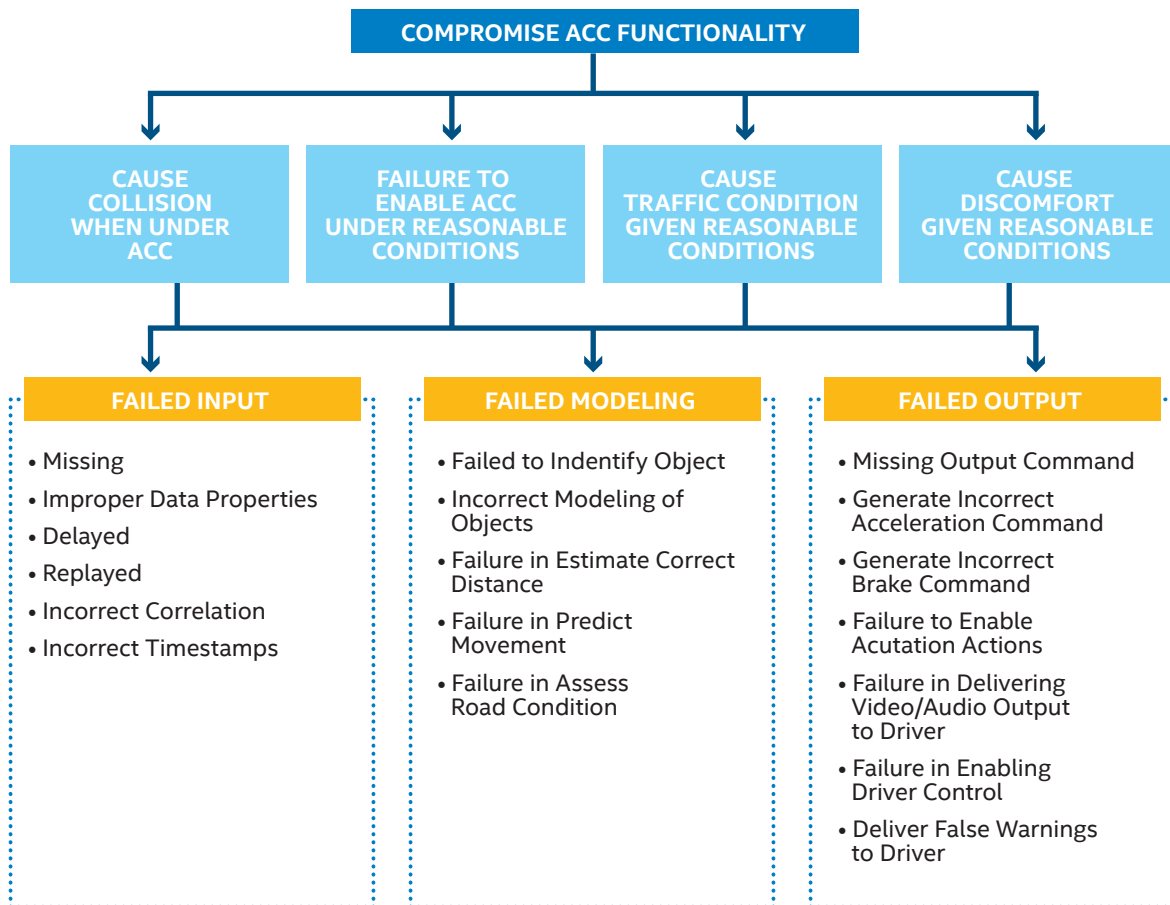 COMPROMISE ACC FUNCTIONALITY
CAUSE
COLLISION
WHEN UNDER
ACC
FAILURE TO
ENABLE ACC
UNDER REASONABLE
CONDITIONS
CAUSE
TRAFFIC CONDITION
GIVEN REASONABLE
CONDITIONS
CAUSE
DISCOMFORT
GIVEN REASONABLE
CONDITIONS
FAILED INPUT
• Missing
• Improper Data Properties
• Delayed
• Replayed
• Incorrect Correlation
• Incorrect Timestamps
FAILED MODELING
• Failed to Indentify Object
• Incorrect Modeling of
Objects
• Failure in Estimate Correct
Distance
• Failure in Predict
Movement
• Failure in Assess
Road Condition
FAILED OUTPUT
• Missing Output Command
• Generate Incorrect
Acceleration Command
• Generate Incorrect
Brake Command
• Failure to Enable
Acutation Actions
• Failure in Delivering
Video/Audio Output
to Driver
• Failure in Enabling
Driver Control
• Deliver False Warnings
to Driver